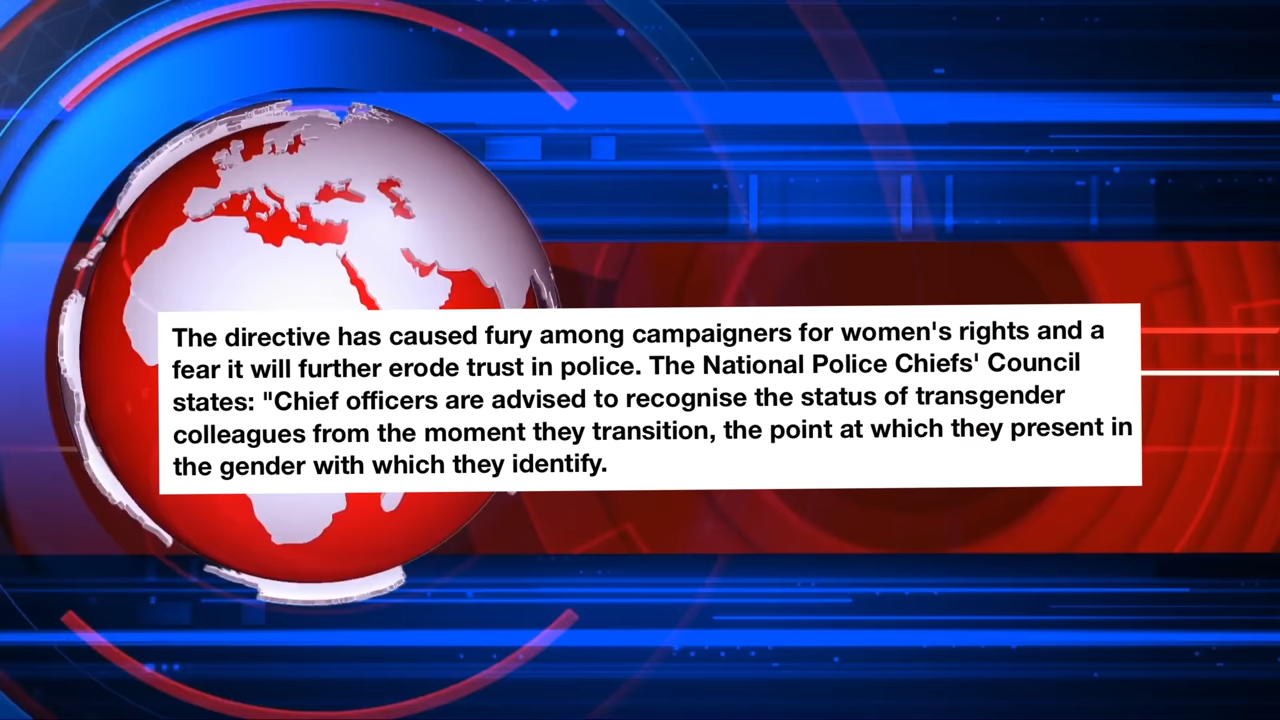 The directive has caused fury among campaigners for women's rights and a
fear it will further erode trust in police. The National Police Chiefs' Council
states: "Chief officers are advised to recognise the status of transgender
colleagues from the moment they transition, the point at which they present in
the gender with which they identify.